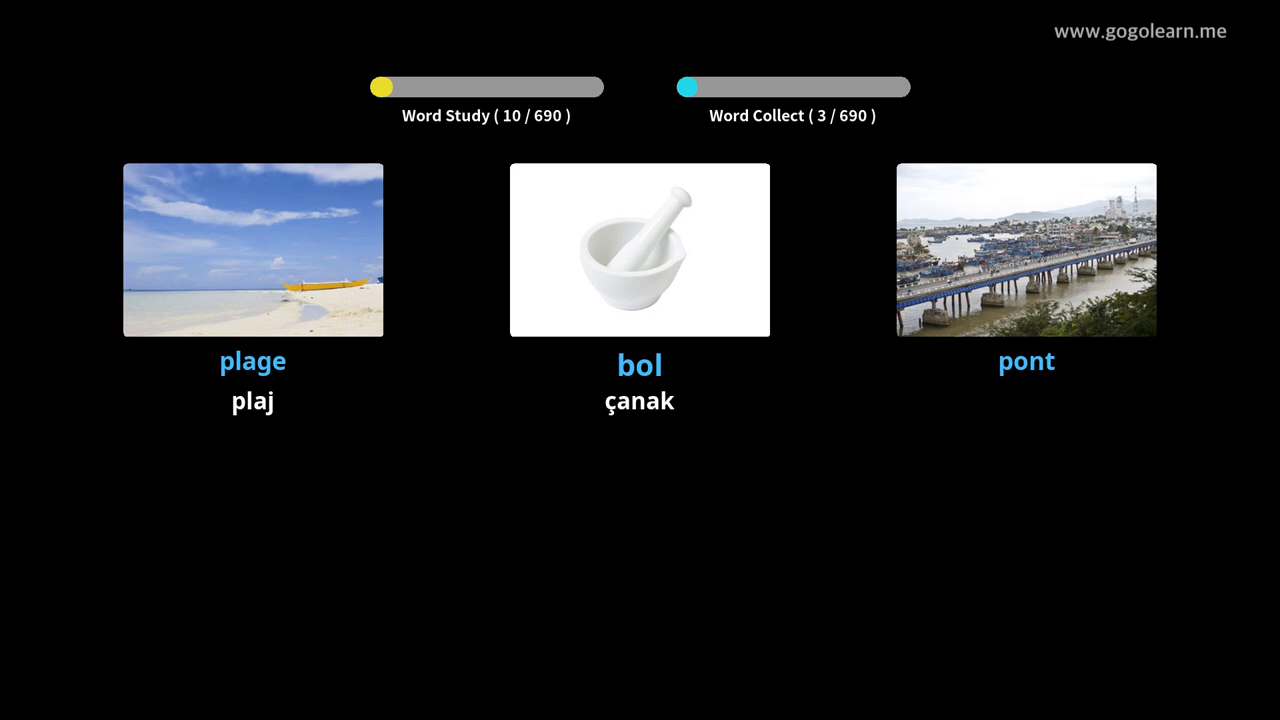 www.gogolearn.me
Word Study ( 10 / 690 )
Word Collect ( 3 / 690 )
plage
bol
pont
plaj
çanak